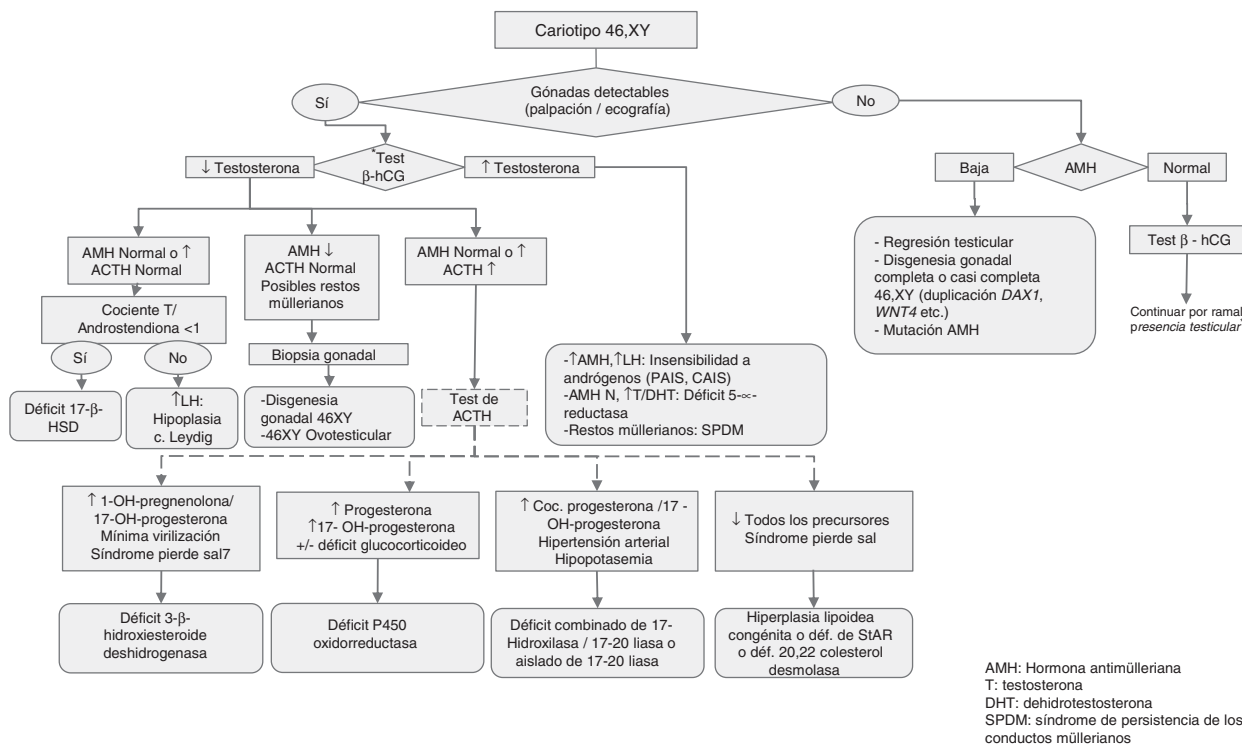 Cariotipo 46,XY
Gónadas detectables
(palpación / ecografía)
Sí
No
*Test
β-hCG
↓ Testosterona
↑ Testosterona
AMH
Baja
Normal
AMH Normal o ↑
ACTH Normal
AMH ↓
ACTH Normal
Posibles restos
müllerianos
AMH Normal o ↑
ACTH ↑
- Regresión testicular
- Disgenesia gonadal
completa o casi completa
46,XY (duplicación DAX1,
WNT4 etc.)
- Mutación AMH
Test β - hCG
Continuar por ramal
presencia testicular
Cociente T/
Androstendiona <1
Sí
No
Biopsia gonadal
Déficit 17-β-
HSD
↑LH:
Hipoplasia
c. Leydig
-Disgenesia
gonadal 46XY
-46XY Ovotesticular
Test de
ACTH
-↑AMH,↑LH: Insensibilidad a
andrógenos (PAIS, CAIS)
-AMH N, ↑T/DHT: Déficit 5-∝-
reductasa
-Restos müllerianos: SPDM
↑ 1-OH-pregnenolona/
17-OH-progesterona
Mínima virilización
Síndrome pierde sal7
↑ Progesterona
↑17- OH-progesterona
+/- déficit glucocorticoideo
↑ Coc. progesterona /17 -
OH-progesterona
Hipertensión arterial
Hipopotasemia
↓ Todos los precursores
Síndrome pierde sal
Déficit 3-β-
hidroxiesteroide
deshidrogenasa
Déficit P450
oxidorreductasa
Déficit combinado de 17-
Hidroxilasa / 17-20 liasa o
aislado de 17-20 liasa
Hiperplasia lipoidea
congénita o déf. de StAR
o déf. 20,22 colesterol
desmolasa
AMH: Hormona antimülleriana
T: testosterona
DHT: dehidrotestosterona
SPDM: síndrome de persistencia de los
conductos müllerianos